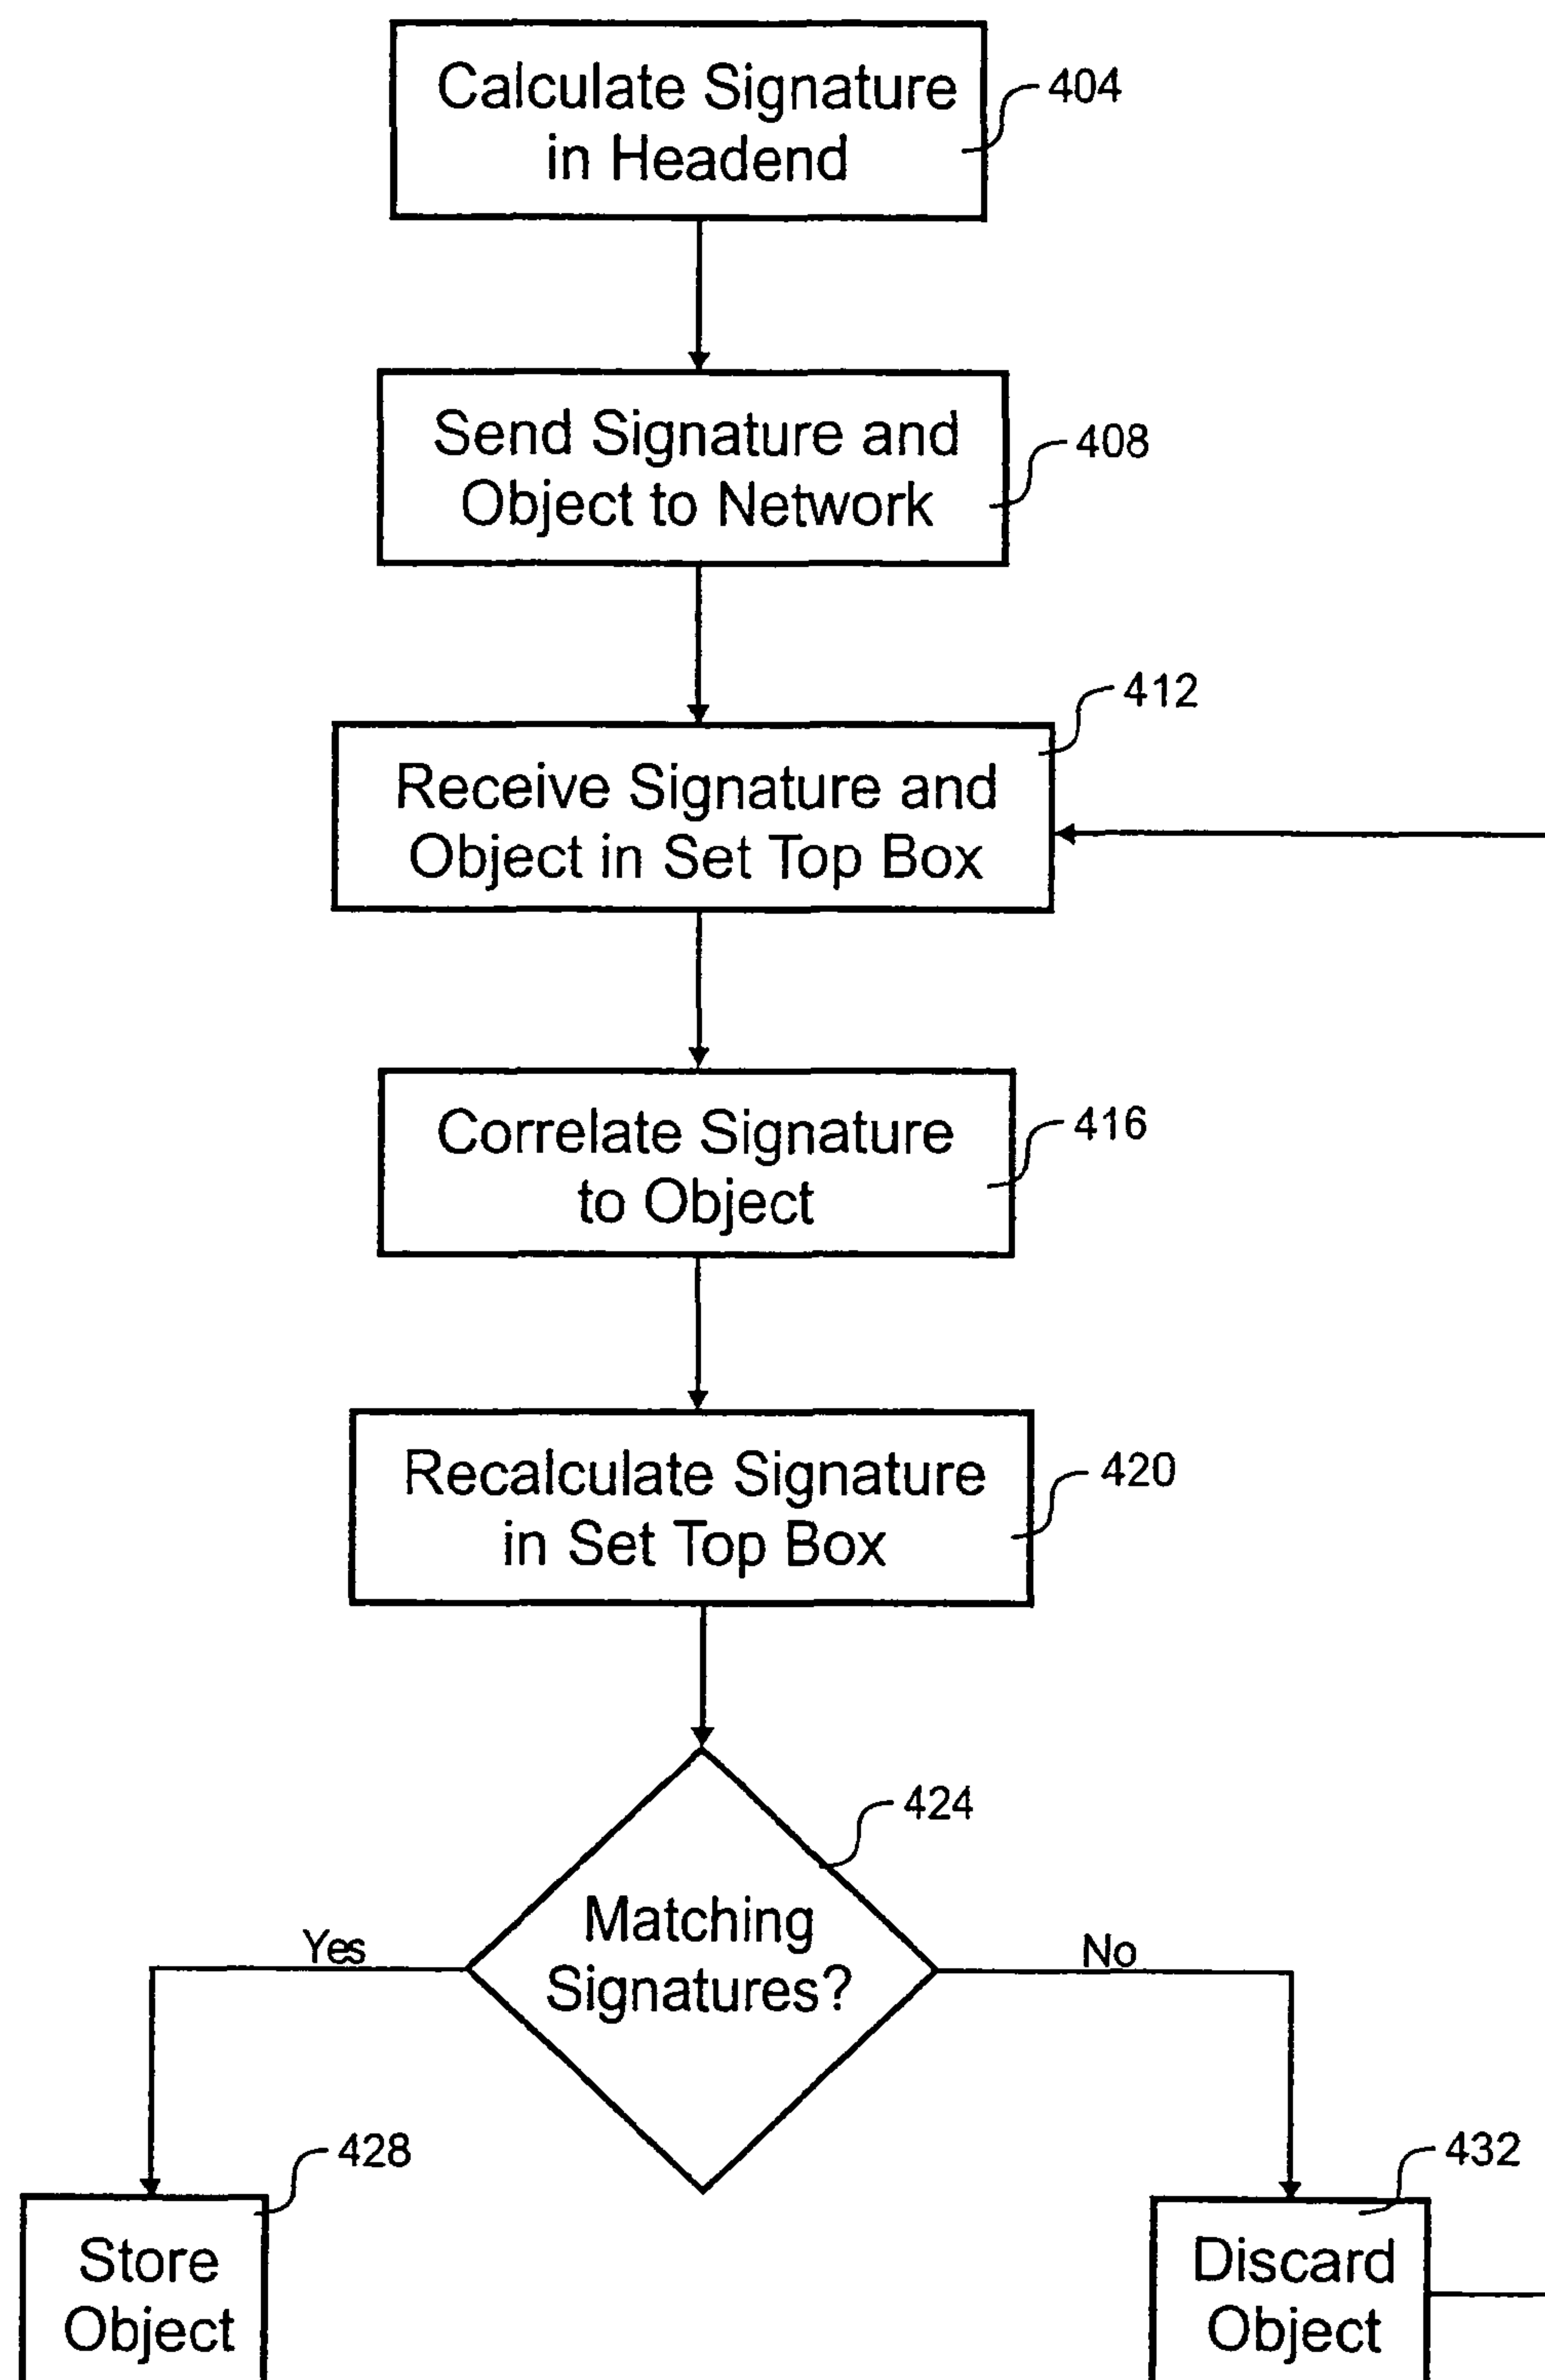 Calculate Signature
in Headend
404
Send Signature and
Object to Network
408
412
Receive Signature and
Object in Set Top Box
Correlate Signature
to Object
416
Recalculate Signature
in Set Top Box
420
424
Matching
Signatures?
Yes
No
428
Store
Object
432
Discard
Object